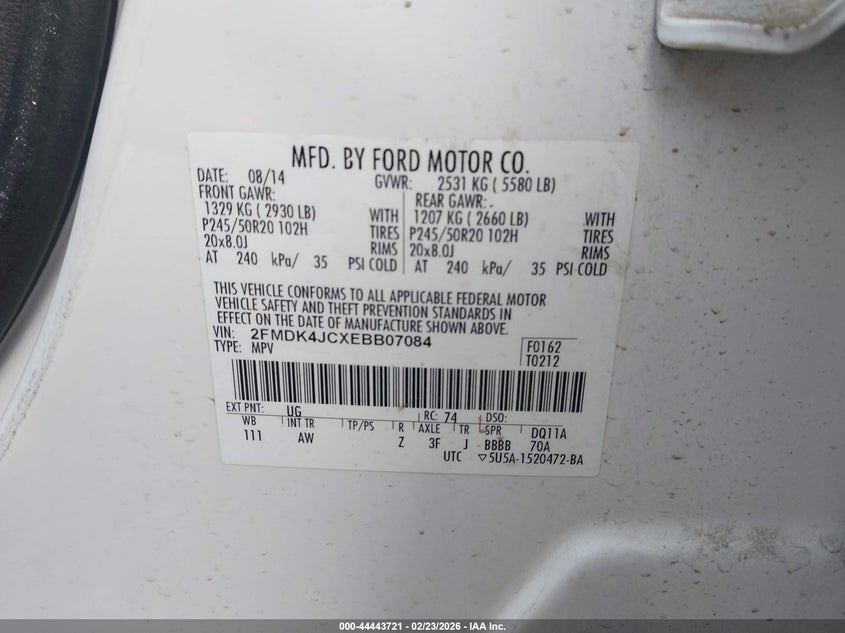 MFD. BY FORD MOTOR CO.
DATE: 08/14 GVWR: 2531 KG ( 5580 LB)
FRONT GAWR: REAR GAWR: -
1329 KG ( 2930 LB) WITH 1207 KG ( 2660 LB) WITH
P245/50R20 102H TIRES P245/50R20 102H TIRES
20x8.0J RIMS 20x8.0J RIMS
AT 240 kPa/ 35 PSI COLD AT 240 kPa/ 35 PSI COLD
THIS VEHICLE CONFORMS TO ALL APPLICABLE FEDERAL MOTOR
VEHICLE SAFETY AND THEFT PREVENTION STANDARDS IN
EFFECT ON THE DATE OF MANUFACTURE SHOWN ABOVE.
VIN: 2FMDK4JCXEBB07084
TYPE: MPV
F0162
T0212
EXT PNT: UG RC: 74 DSO:
WB INT TR TP/PS R AXLE TR SPR DQ11A
111 AW Z 3F J BBBB 70A
UTC ▽5U5A-1520472-BA
000-44443721 - 02/23/2026 - IAA Inc.